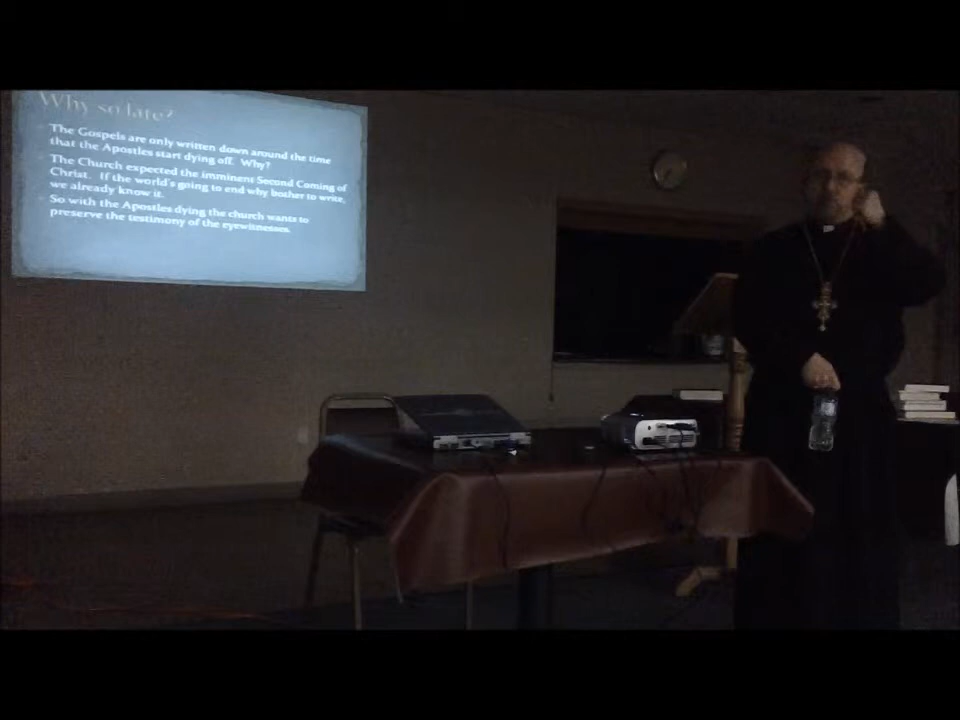 Why so late?
The Gospels are only written down around the time
that the Apostles start dying off. Why?
The Church expected the imminent Second Coming of
Christ. If the world's going to end why bother to write,
we already know it.
So with the Apostles dying the church wants to
preserve the testimony of the eyewitnesses.